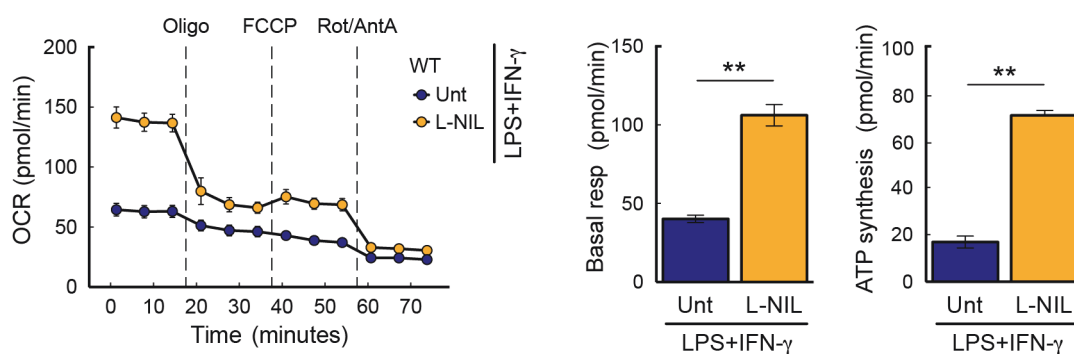 Oligo FCCP Rot/AntA
OCR (pmol/min)
200
150
100
50
0
0 10 20 30 40 50 60 70
Time (minutes)
WT
Unt
L-NIL
LPS+IFN-γ
Basal resp (pmol/min)
150
100
50
0
**
Unt L-NIL
LPS+IFN-γ
ATP synthesis (pmol/min)
100
80
60
40
20
0
**
Unt L-NIL
LPS+IFN-γ